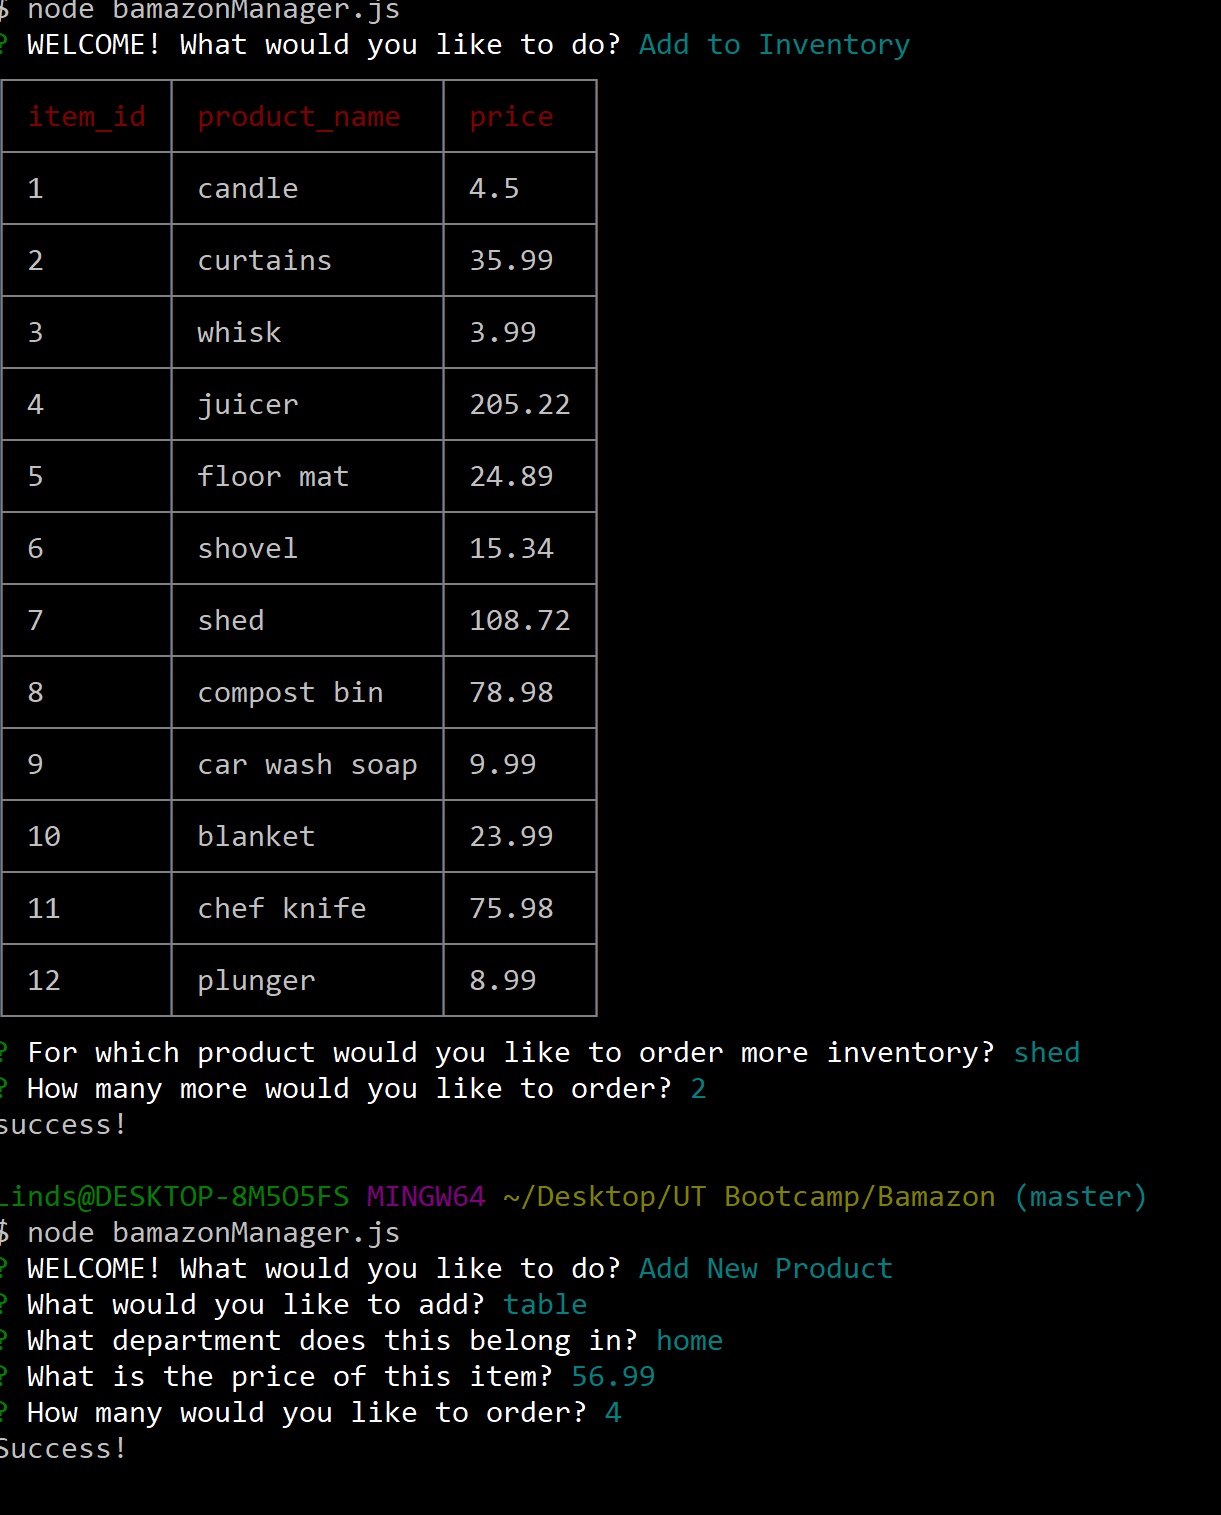 $ node bamazonManager.js
? WELCOME! What would you like to do? Add to Inventory
item_id product_name price
1 candle 4.5
2 curtains 35.99
3 whisk 3.99
4 juicer 205.22
5 floor mat 24.89
6 shovel 15.34
7 shed 108.72
8 compost bin 78.98
9 car wash soap 9.99
10 blanket 23.99
11 chef knife 75.98
12 plunger 8.99
? For which product would you like to order more inventory? shed
? How many more would you like to order? 2
success!
Linds@DESKTOP-8M5O5FS MINGW64 ~/Desktop/UT Bootcamp/Bamazon (master)
$ node bamazonManager.js
? WELCOME! What would you like to do? Add New Product
? What would you like to add? table
? What department does this belong in? home
? What is the price of this item? 56.99
? How many would you like to order? 4
Success!